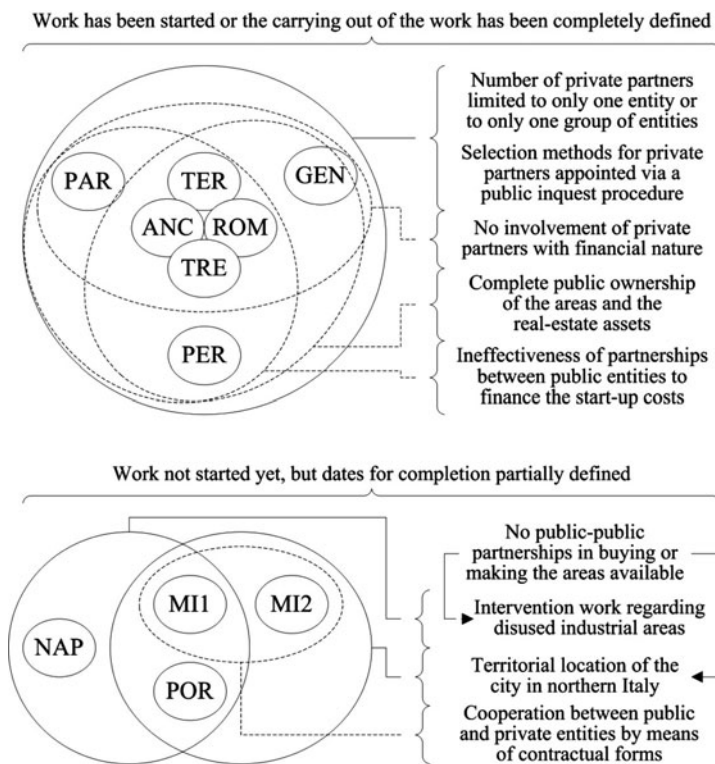 Work has been started or the carrying out of the work has been completely defined
Number of private partners
limited to only one entity or
to only one group of entities
Selection methods for private
partners appointed via a
public inquest procedure
No involvement of private
partners with financial nature
Complete public ownership
of the areas and the
real-estate assets
Ineffectiveness of partnerships
between public entities to
finance the start-up costs
PAR
TER
GEN
ANC
ROM
TRE
PER
Work not started yet, but dates for completion partially defined
No public-public
partnerships in buying or
making the areas available
Intervention work regarding
disused industrial areas
Territorial location of the
city in northern Italy
Cooperation between public
and private entities by means
of contractual forms
MI1
MI2
NAP
POR